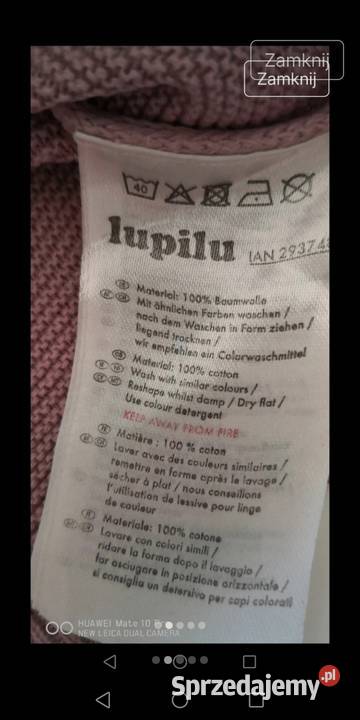 Zamknij
Zamknij
40
lupilu
IAN 29374
Material: 100% Baumwolle
Mit ähnlichen Farben waschen /
nach dem Waschen in Form ziehen /
liegend trocknen /
wir empfehlen ein Colorwaschmittel
Material: 100% cotton
Wash with similar colours /
Reshape whilst damp / Dry flat /
Use colour detergent
KEEP AWAY FROM FIRE
Matière : 100 % coton
Laver avec des couleurs similaires /
remettre en forme après le lavage /
sécher à plat / nous conseillons
l'utilisation de lessive pour linge
de couleur
Materiale: 100% cotone
Lavare con colori simili /
ridare la forma dopo il lavaggio /
far asciugare in posizione orizzontale /
si consiglia un detersivo per capi colorati
HUAWEI Mate 10
NEW LEICA DUAL CAMERA
Sprzedajemy.pl